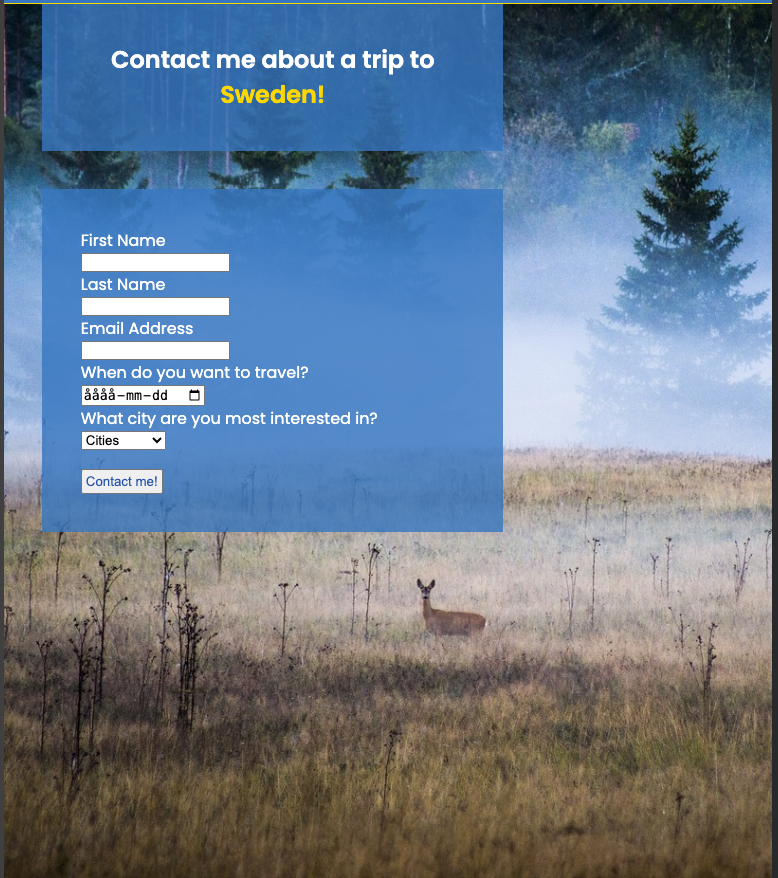 Contact me about a trip to
Sweden!
First Name
Last Name
Email Address
When do you want to travel?
åååå-mm-dd
What city are you most interested in?
Cities
Contact me!